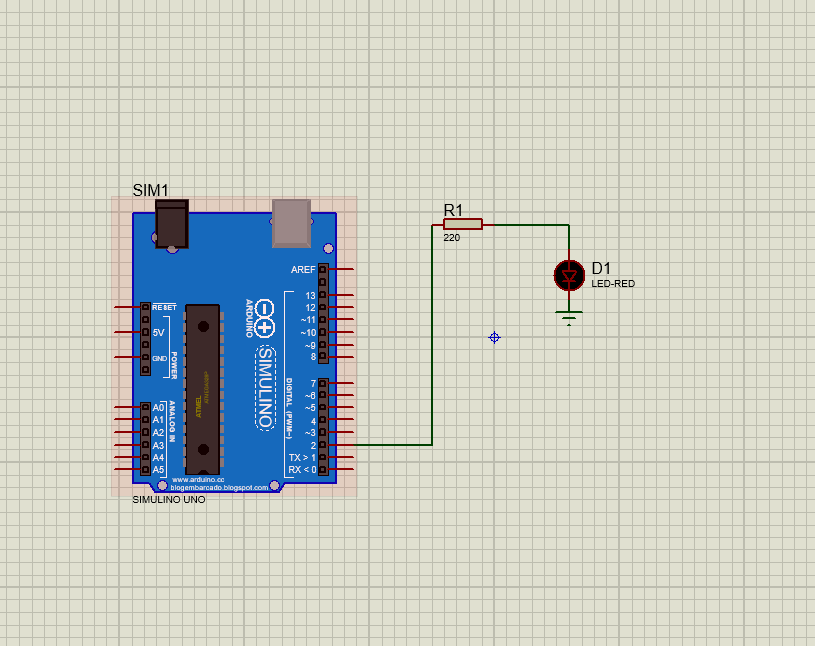 SIM1
R1
220
D1
LED-RED
AREF
13
12
~11
~10
~9
8
7
~6
~5
4
~3
2
TX > 1
RX < 0
DIGITAL (PWM~)
ARDUINO
SIMULINO
RESET
5V
GND
POWER
A0
A1
A2
A3
A4
A5
ANALOG IN
ATMEL
www.arduino.cc
blogembarcado.blogspot.com
SIMULINO UNO